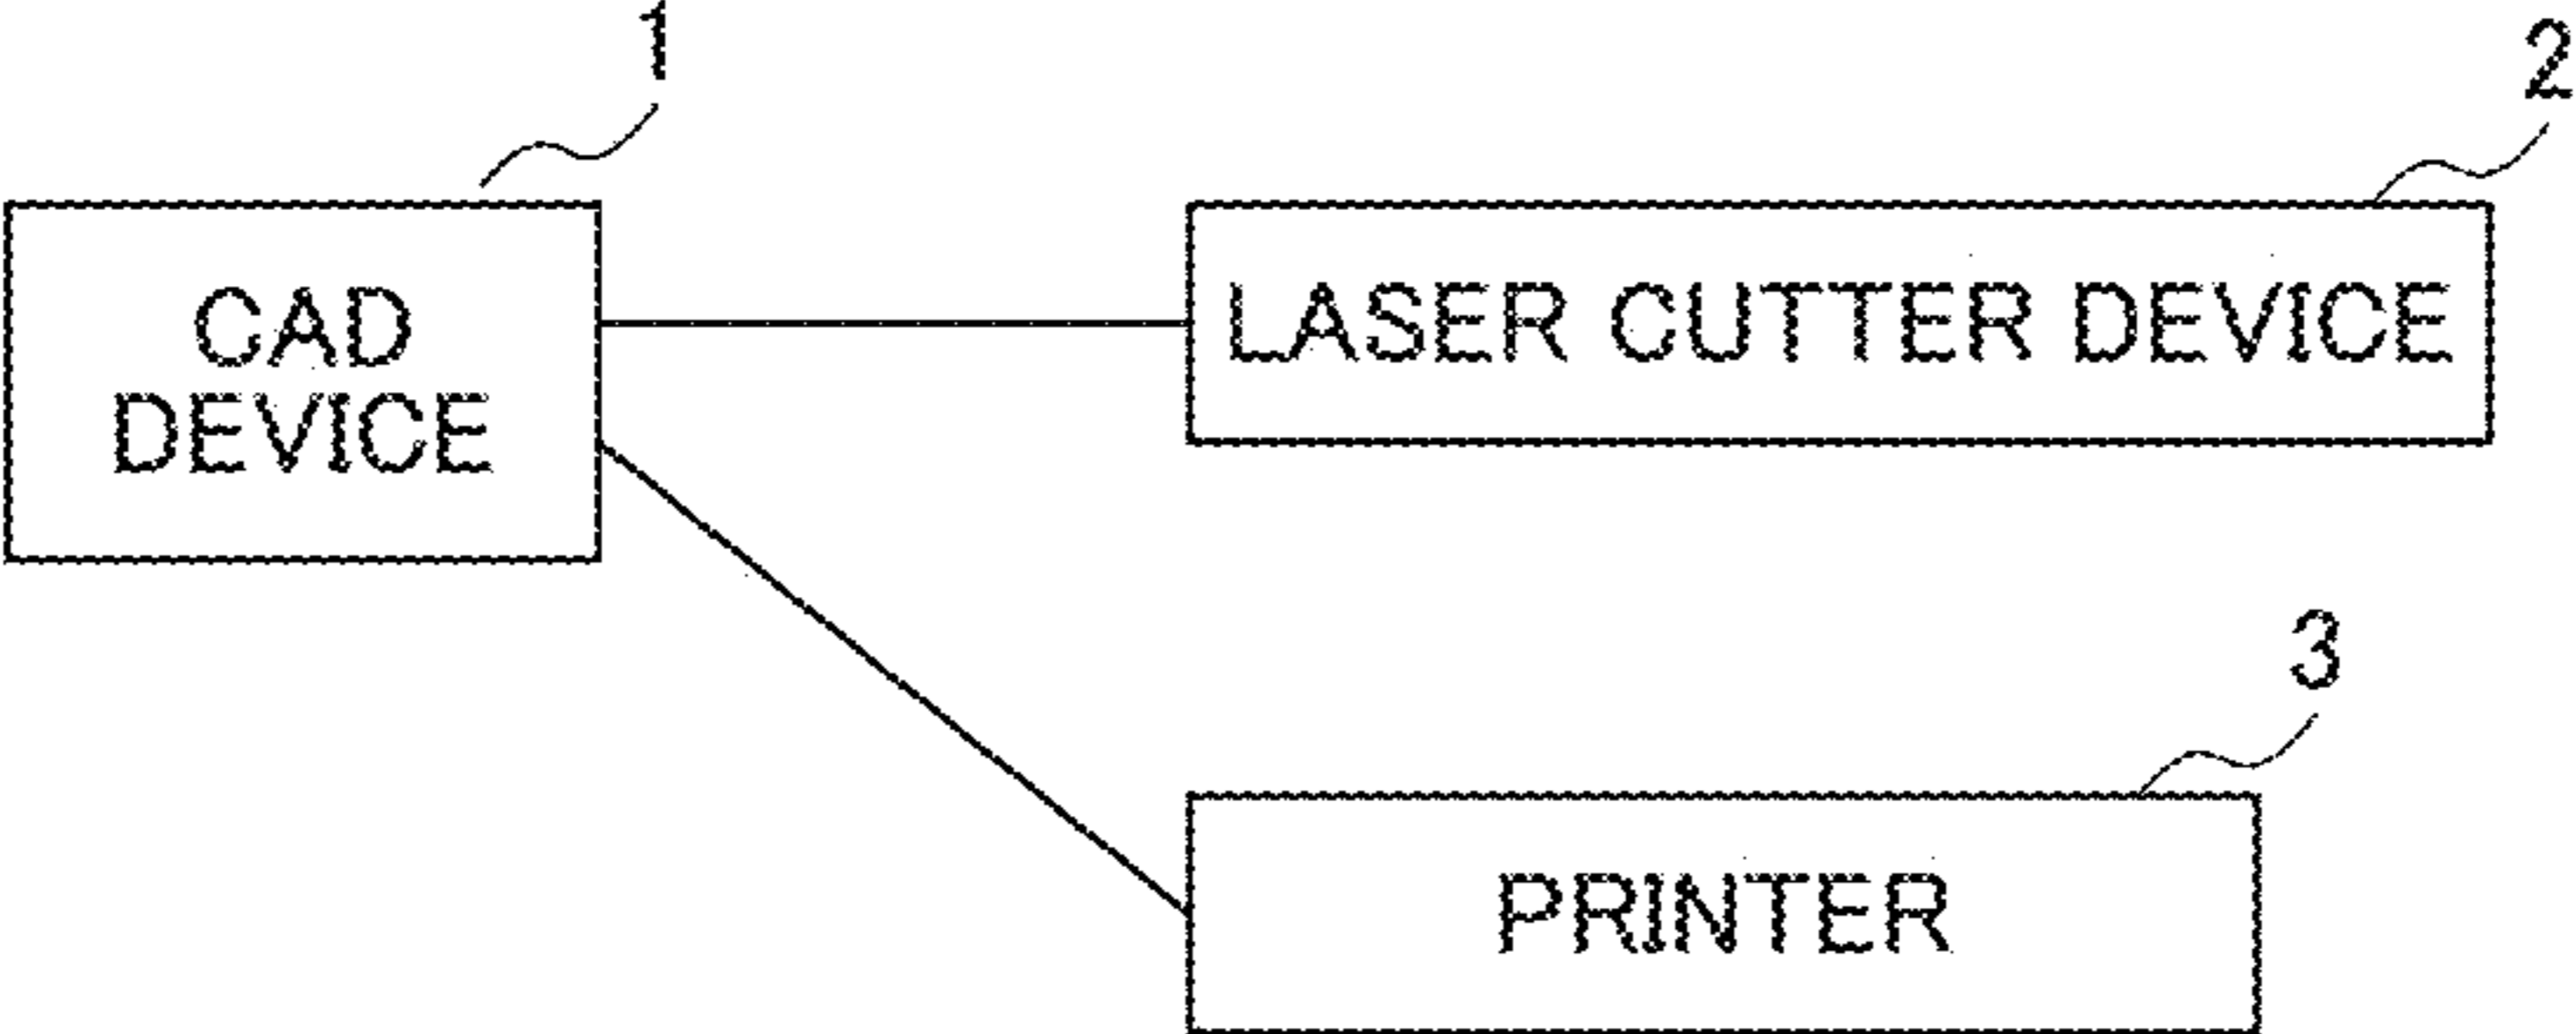 1
2
CAD
DEVICE
LASER CUTTER DEVICE
3
PRINTER